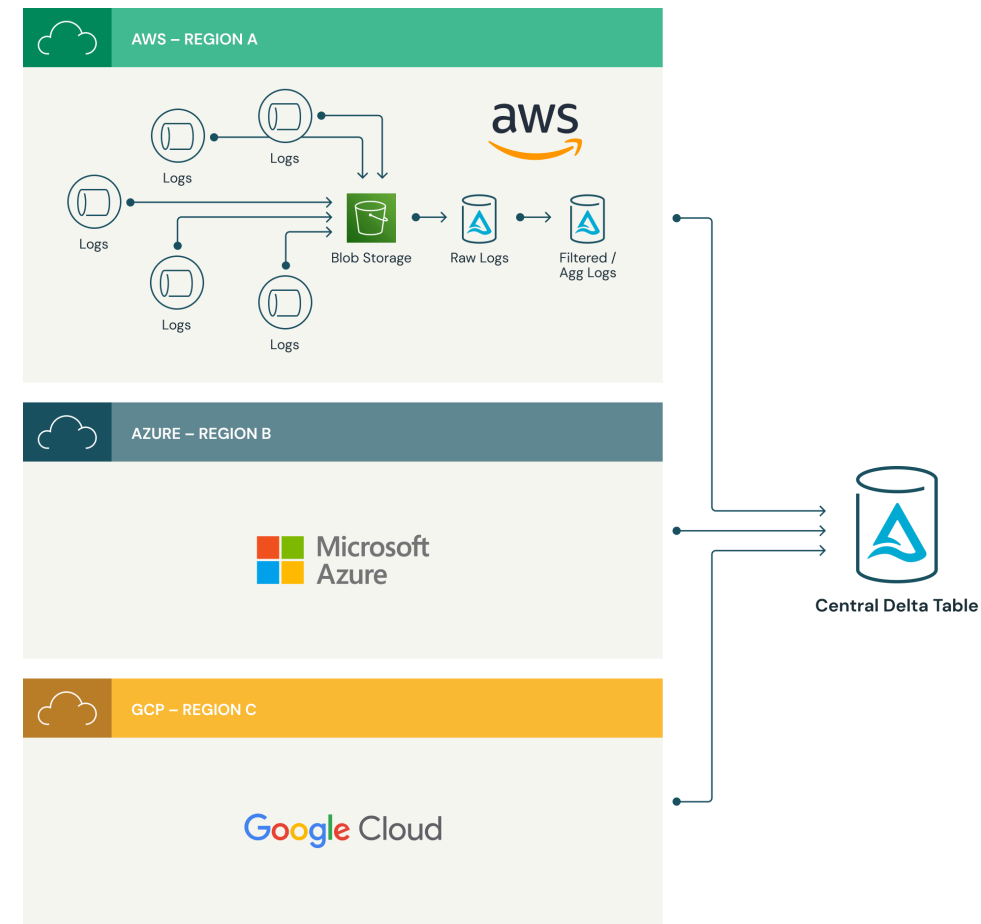 AWS – REGION A
aws
Logs
Logs
Logs
Logs
Logs
Blob Storage
Raw Logs
Filtered /
Agg Logs
AZURE – REGION B
Microsoft
Azure
Central Delta Table
GCP – REGION C
Google Cloud